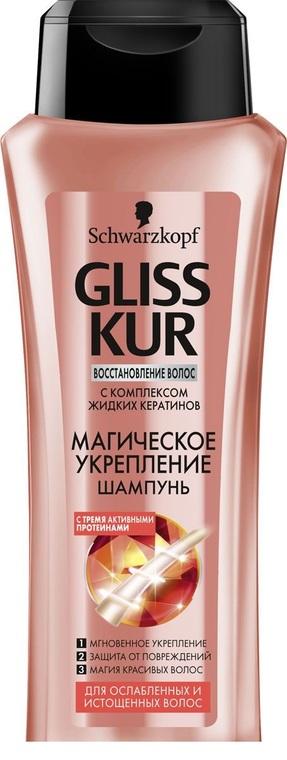 Schwarzkopf
GLISS
KUR
ВОССТАНОВЛЕНИЕ ВОЛОС
С КОМПЛЕКСОМ
ЖИДКИХ КЕРАТИНОВ
МАГИЧЕСКОЕ
УКРЕПЛЕНИЕ
ШАМПУНЬ
С ТРЕМЯ АКТИВНЫМИ
ПРОТЕИНАМИ
1 МГНОВЕННОЕ УКРЕПЛЕНИЕ
2 ЗАЩИТА ОТ ПОВРЕЖДЕНИЙ
3 МАГИЯ КРАСИВЫХ ВОЛОС
ДЛЯ ОСЛАБЛЕННЫХ И
ИСТОЩЕННЫХ ВОЛОС